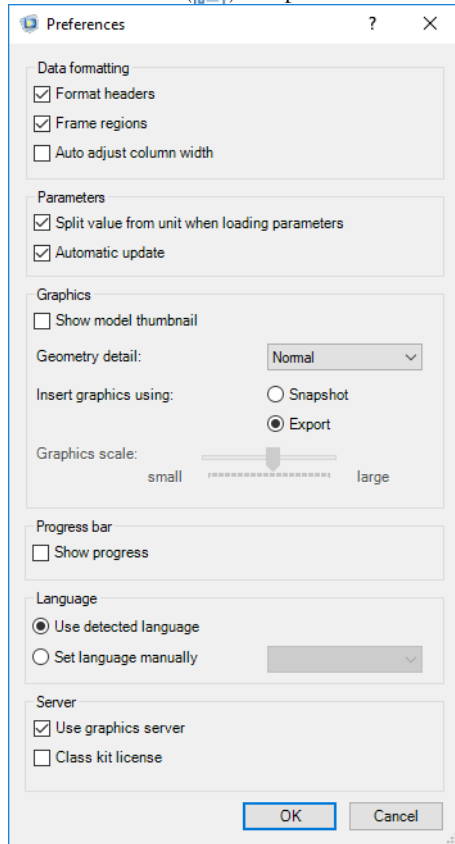 Preferences
?
Data formatting
Format headers
Frame regions
Auto adjust column width
Parameters
Split value from unit when loading parameters
Automatic update
Graphics
Show model thumbnail
Geometry detail: Normal
Insert graphics using: Snapshot
Export
Graphics scale:
small large
Progress bar
Show progress
Language
Use detected language
Set language manually
Server
Use graphics server
Class kit license
OK Cancel